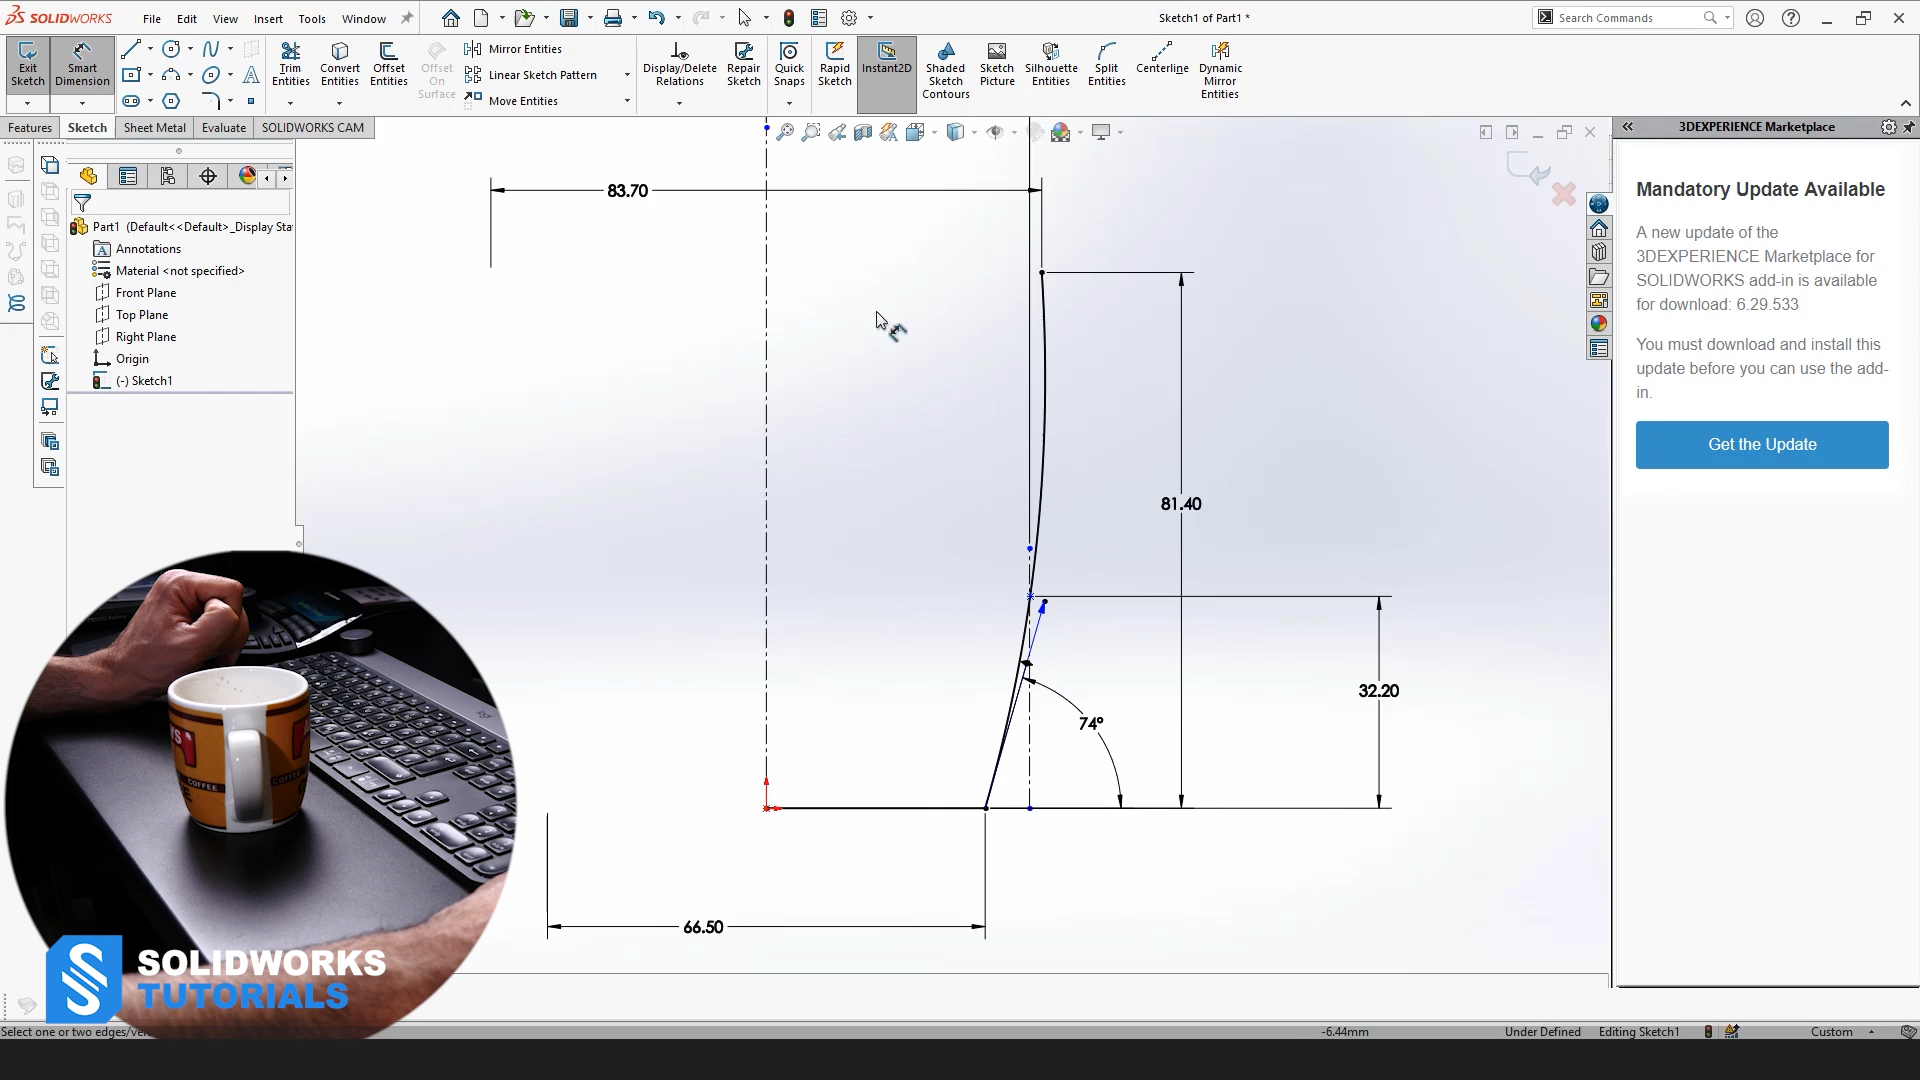 SOLIDWORKS File Edit View Insert Tools Window Sketch1 of Part1 * Search Commands
Exit Sketch
Smart Dimension
Trim Entities
Convert Entities
Offset Entities
Offset On Surface
Mirror Entities
Linear Sketch Pattern
Move Entities
Display/Delete Relations
Repair Sketch
Quick Snaps
Rapid Sketch
Instant2D
Shaded Sketch Contours
Sketch Picture
Silhouette Entities
Split Entities
Centerline
Dynamic Mirror Entities
Features Sketch Sheet Metal Evaluate SOLIDWORKS CAM
3DEXPERIENCE Marketplace
Part1 (Default<<Default>_Display Sta
Annotations
Material <not specified>
Front Plane
Top Plane
Right Plane
Origin
(-) Sketch1
83.70
81.40
32.20
74°
66.50
Mandatory Update Available
A new update of the
3DEXPERIENCE Marketplace for
SOLIDWORKS add-in is available
for download: 6.29.533
You must download and install this
update before you can use the add-
in.
Get the Update
COFFEE
SOLIDWORKS
TUTORIALS
Select one or two edges/ve
-6.44mm Under Defined Editing Sketch1 Custom